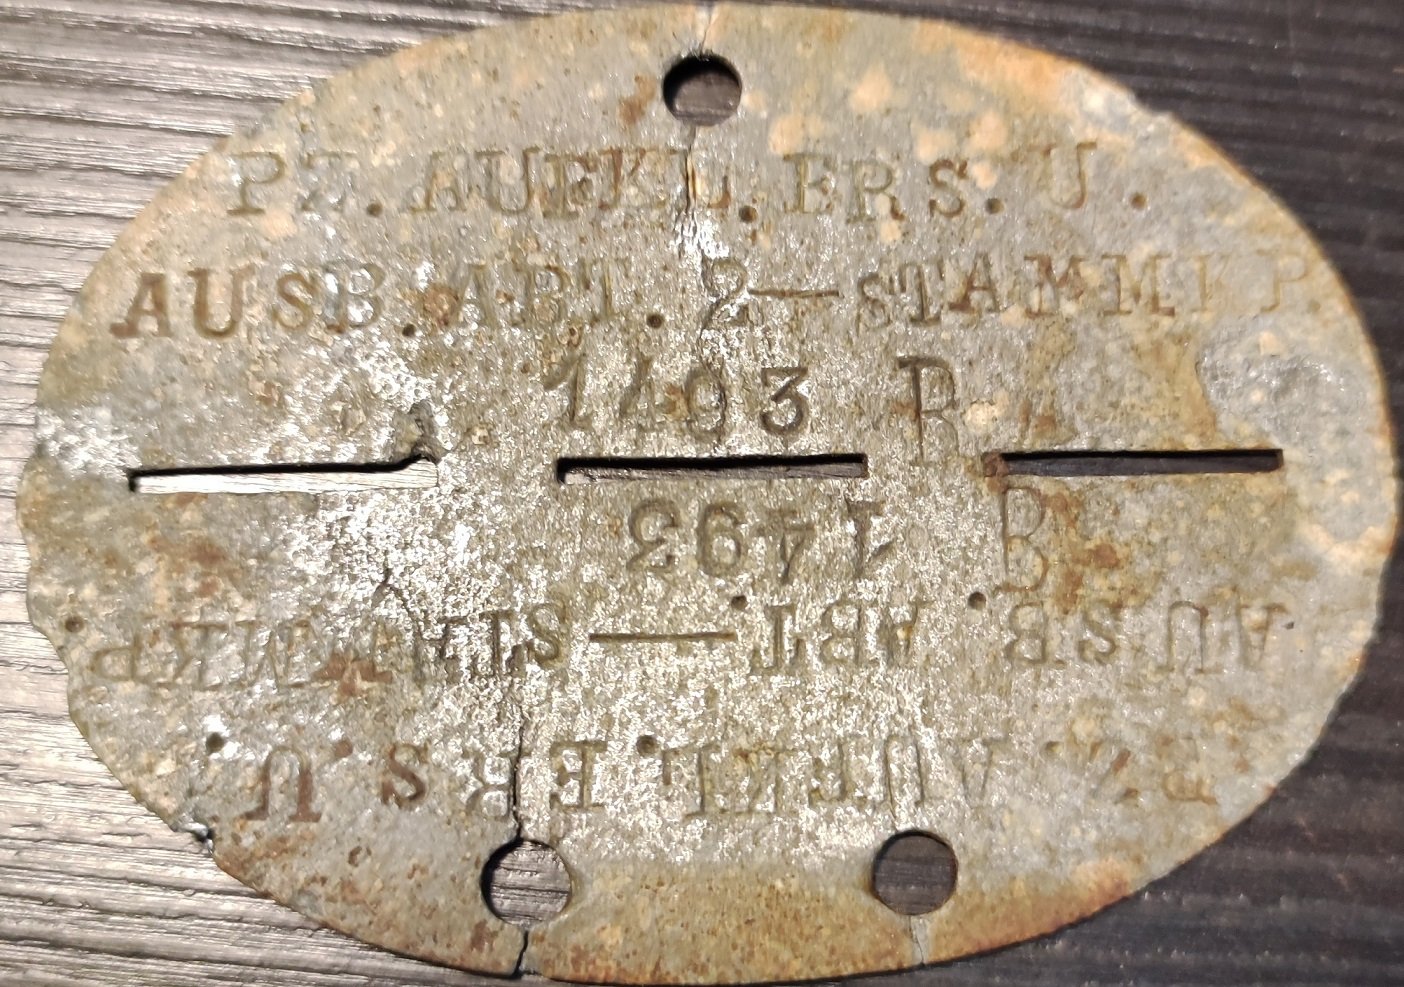 PZ.AUFKL.ERS.U.
AUSB.ABT.2-STAMMKP.
1493 B
1493 B
AUSB.ABT.-STAMMKP.
PZ.AUFKL.ERS.U.